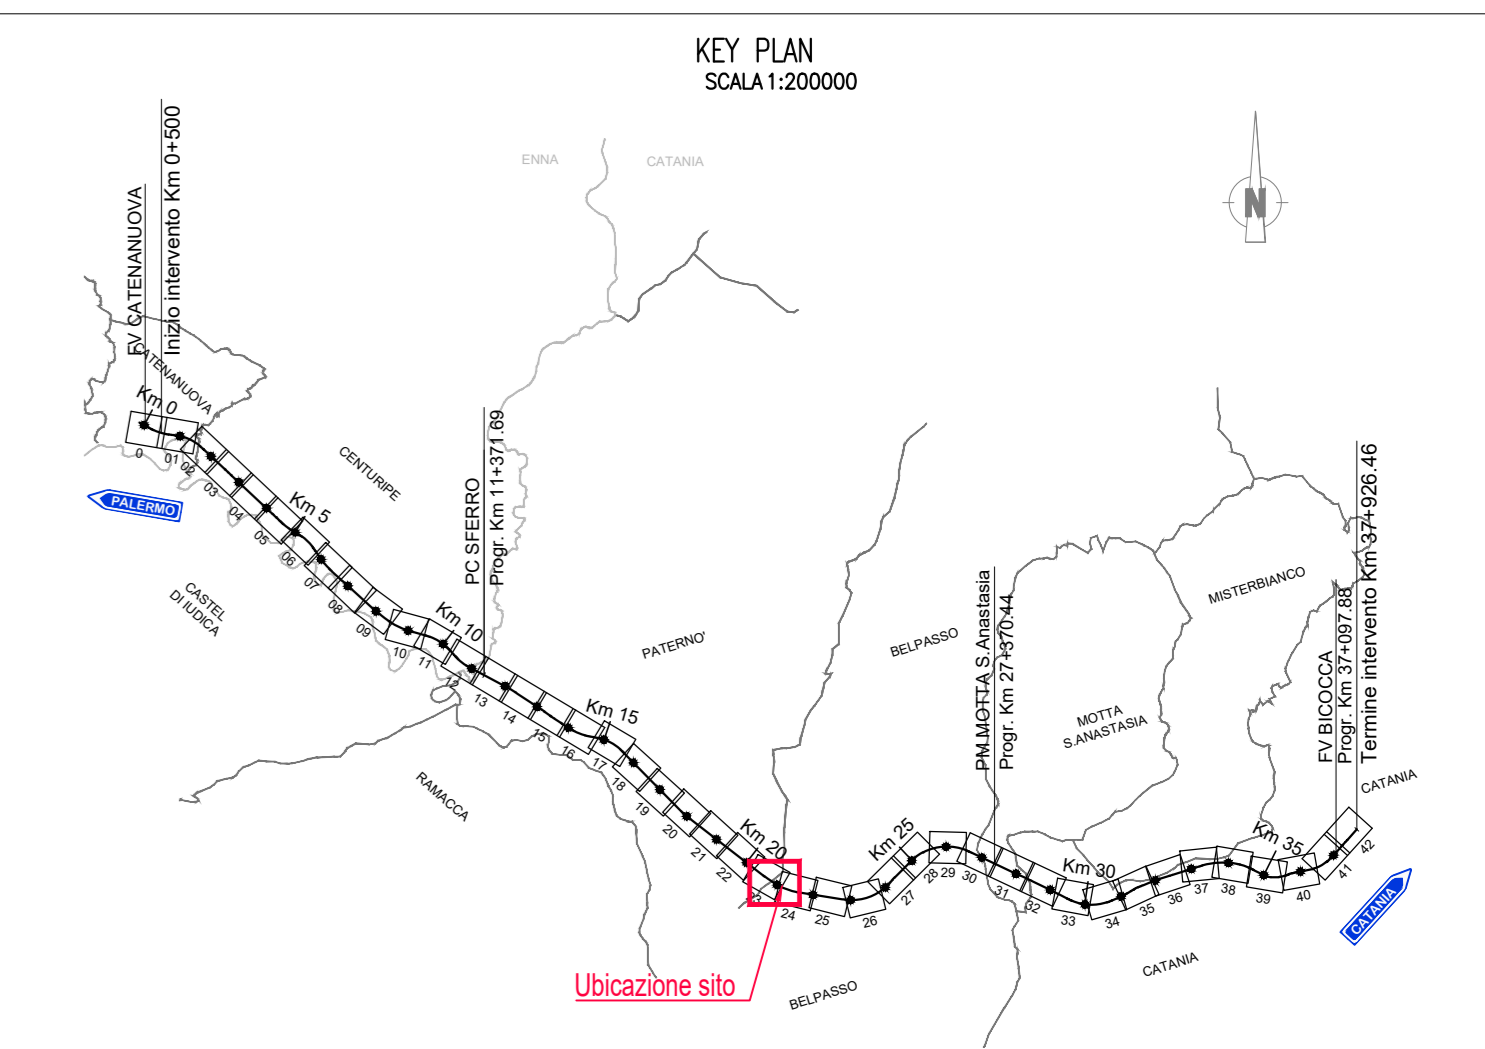 KEY PLAN
SCALA 1:200000
ENNA
CATANIA
N
FV CATENANUOVA
Inizio intervento Km 0+500
CATENANUOVA
Km 0
PALERMO
CENTURIPE
Km 5
CASTEL
DI IUDICA
PC SFERRO
Progr. Km 11+371.69
Km 10
RAMACCA
Km 15
PATERNO'
Km 20
BELPASSO
Km 25
PM MOTTA S.Anastasia
Progr. Km 27+370.44
Km 30
MOTTA
S.ANASTASIA
MISTERBIANCO
Km 35
FV BICOCCA
Progr. Km 37+097.88
Termine intervento Km 37+926.46
CATANIA
CATANIA
CATANIA
BELPASSO
Ubicazione sito
0
01
02
03
04
05
06
07
08
09
10
11
12
13
14
15
16
17
18
19
20
21
22
23
24
25
26
27
28
29
30
31
32
33
34
35
36
37
38
39
40
41
42